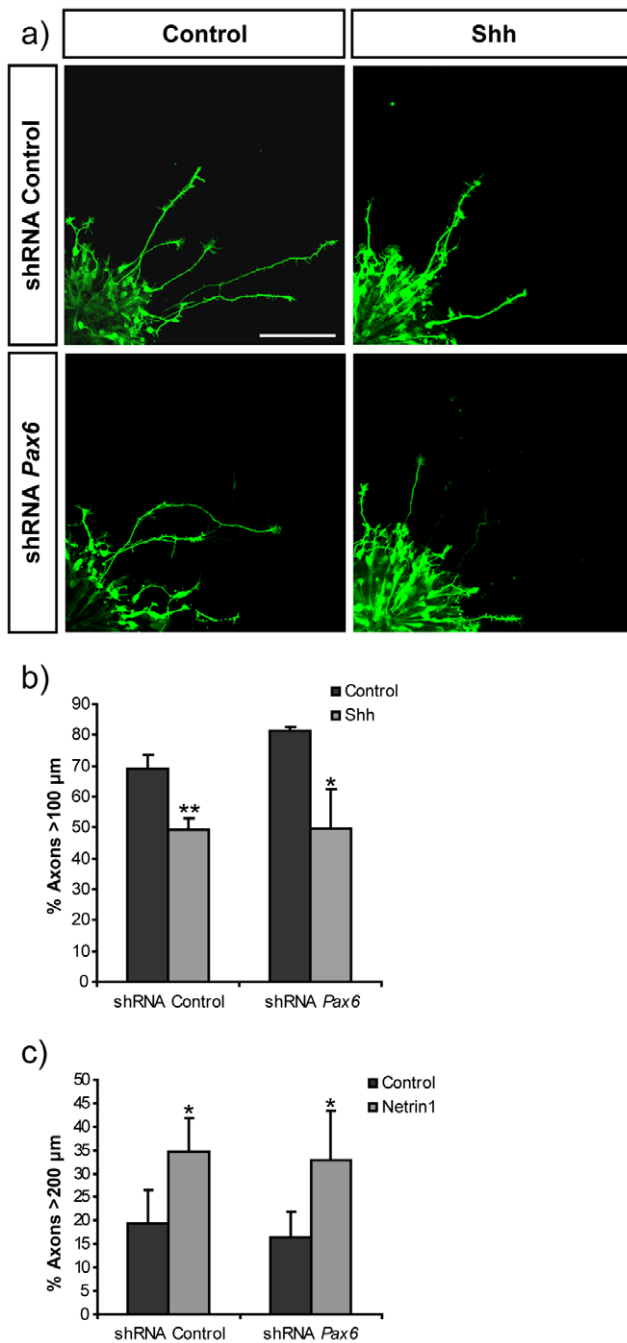 a)
Control
Shh
shRNA Control
shRNA Pax6
b)
Control
Shh
% Axons >100 µm
90
80
70
60
50
40
30
20
10
0
**
*
shRNA Control
shRNA Pax6
c)
Control
Netrin1
% Axons >200 µm
50
45
40
35
30
25
20
15
10
5
0
*
*
shRNA Control
shRNA Pax6